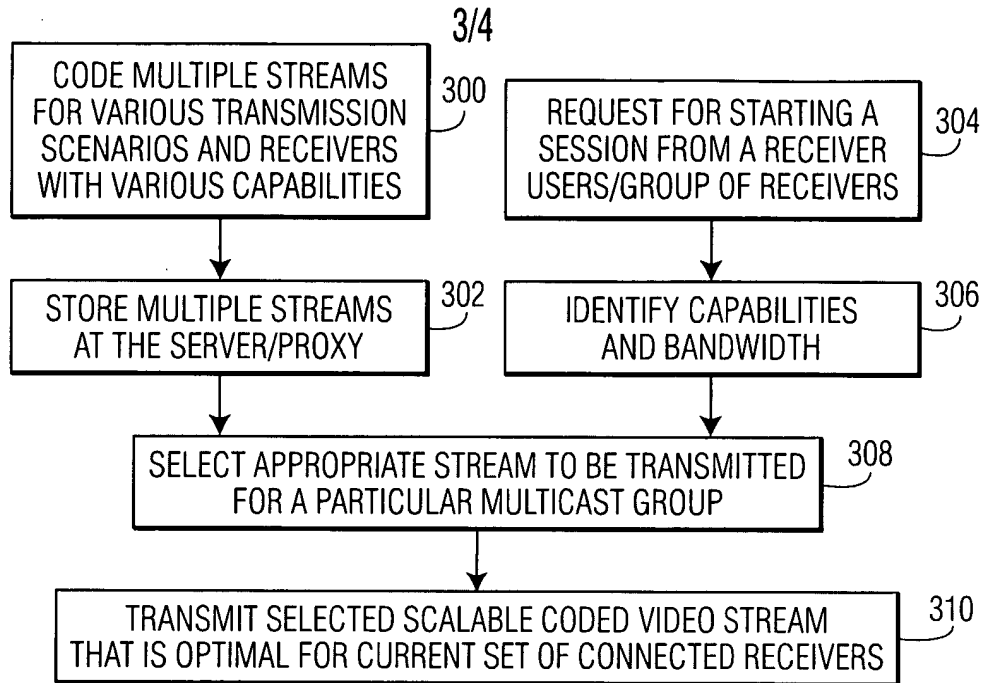 3/4
CODE MULTIPLE STREAMS
FOR VARIOUS TRANSMISSION
SCENARIOS AND RECEIVERS
WITH VARIOUS CAPABILITIES
300
REQUEST FOR STARTING A
SESSION FROM A RECEIVER
USERS/GROUP OF RECEIVERS
304
STORE MULTIPLE STREAMS
AT THE SERVER/PROXY
302
IDENTIFY CAPABILITIES
AND BANDWIDTH
306
SELECT APPROPRIATE STREAM TO BE TRANSMITTED
FOR A PARTICULAR MULTICAST GROUP
308
TRANSMIT SELECTED SCALABLE CODED VIDEO STREAM
THAT IS OPTIMAL FOR CURRENT SET OF CONNECTED RECEIVERS
310